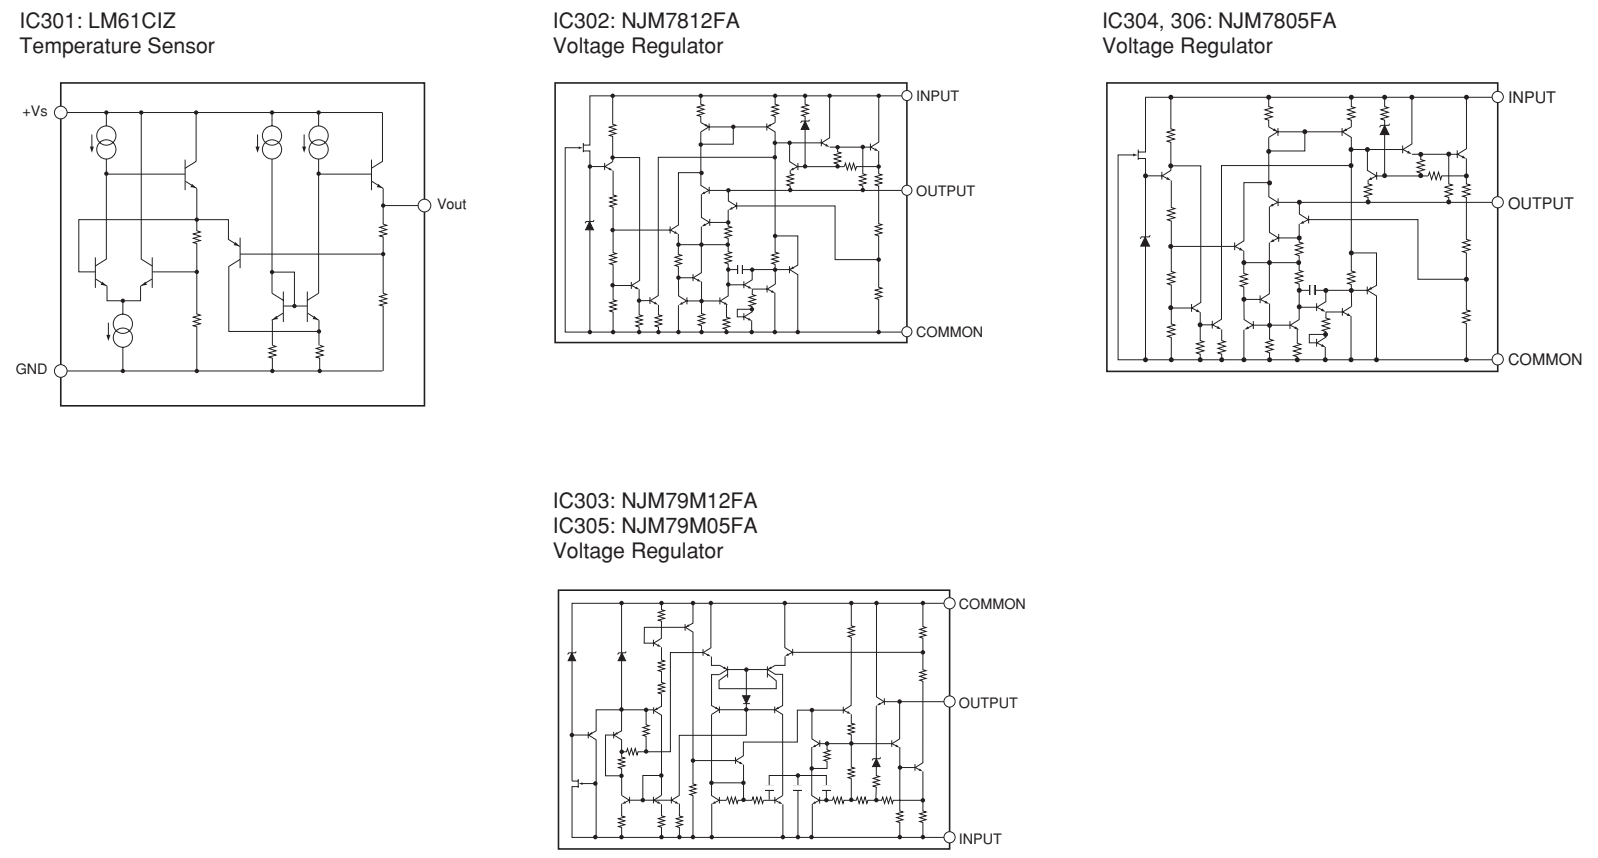 IC301: LM61CIZ
Temperature Sensor
+Vs
Vout
GND
IC302: NJM7812FA
Voltage Regulator
INPUT
OUTPUT
COMMON
IC304, 306: NJM7805FA
Voltage Regulator
INPUT
OUTPUT
COMMON
IC303: NJM79M12FA
IC305: NJM79M05FA
Voltage Regulator
COMMON
OUTPUT
INPUT